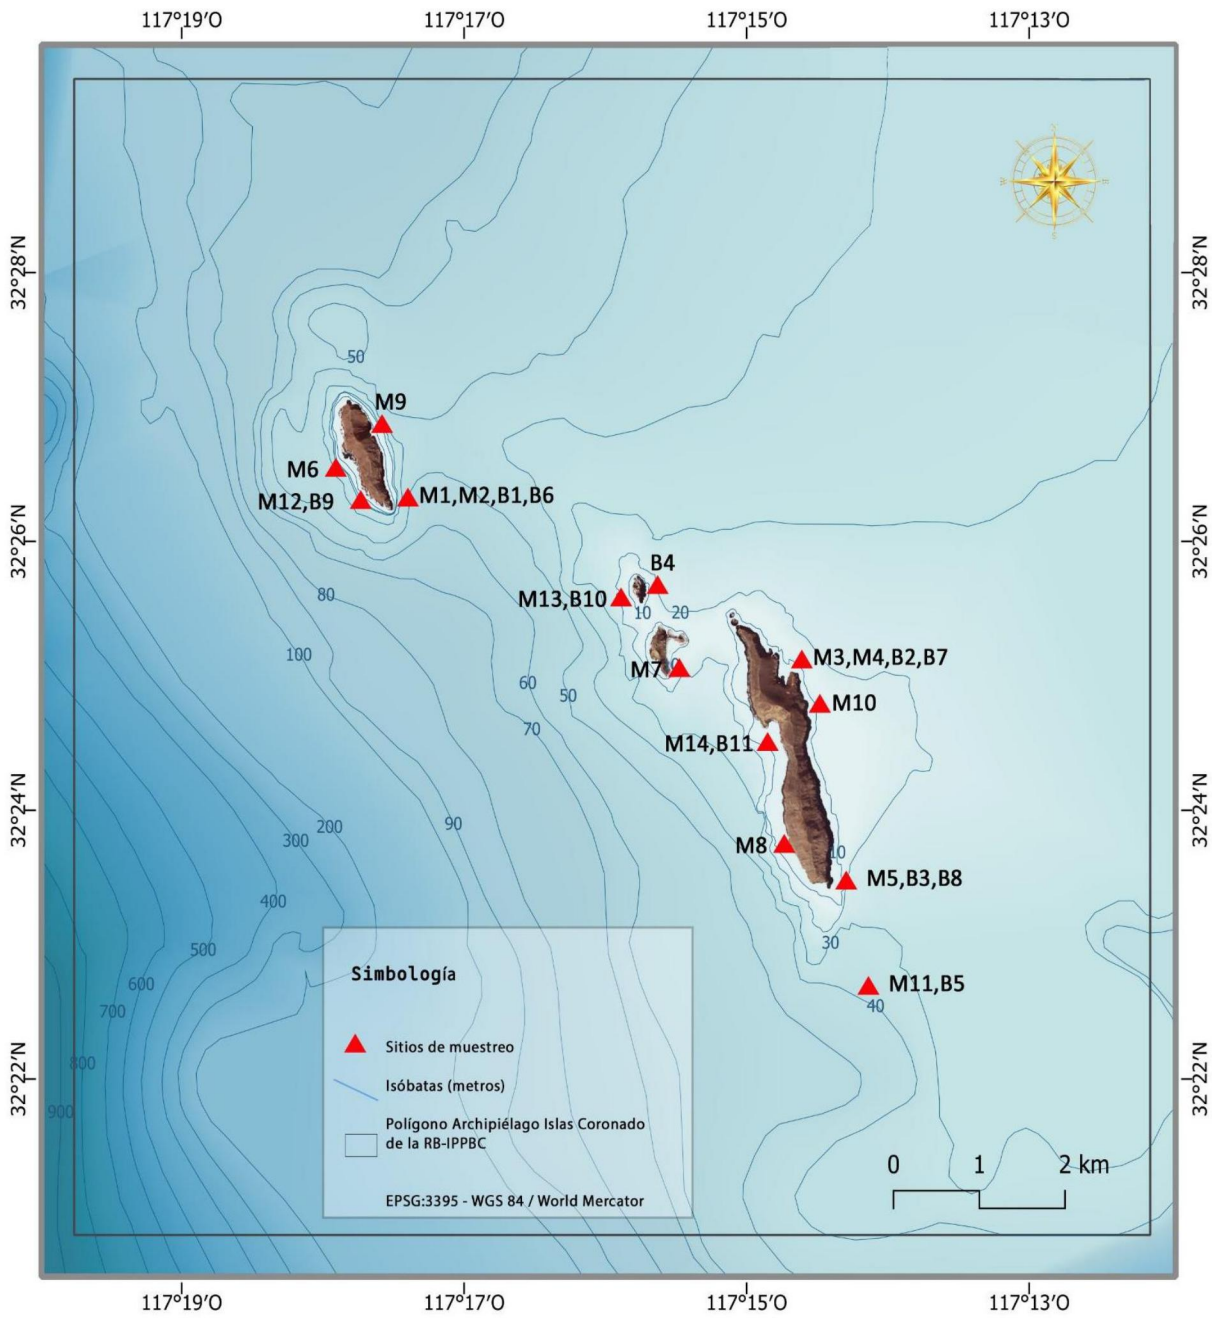 117°19′O 117°17′O 117°15′O 117°13′O
32°28′N 32°28′N
50
M9
M6
M12,B9
M1,M2,B1,B6
32°26′N 32°26′N
B4
M13,B10
10 20
80
M3,M4,B2,B7
100
M7
60 50
M10
70
M14,B11
32°24′N 32°24′N
200 90
300
M8
10
M5,B3,B8
400
30
500
Simbología
600
M11,B5
40
700
Sitios de muestreo
800
Isóbatas (metros)
32°22′N 32°22′N
900
Polígono Archipiélago Islas Coronado
de la RB-IPPBC
0 1 2 km
EPSG:3395 - WGS 84 / World Mercator
117°19′O 117°17′O 117°15′O 117°13′O